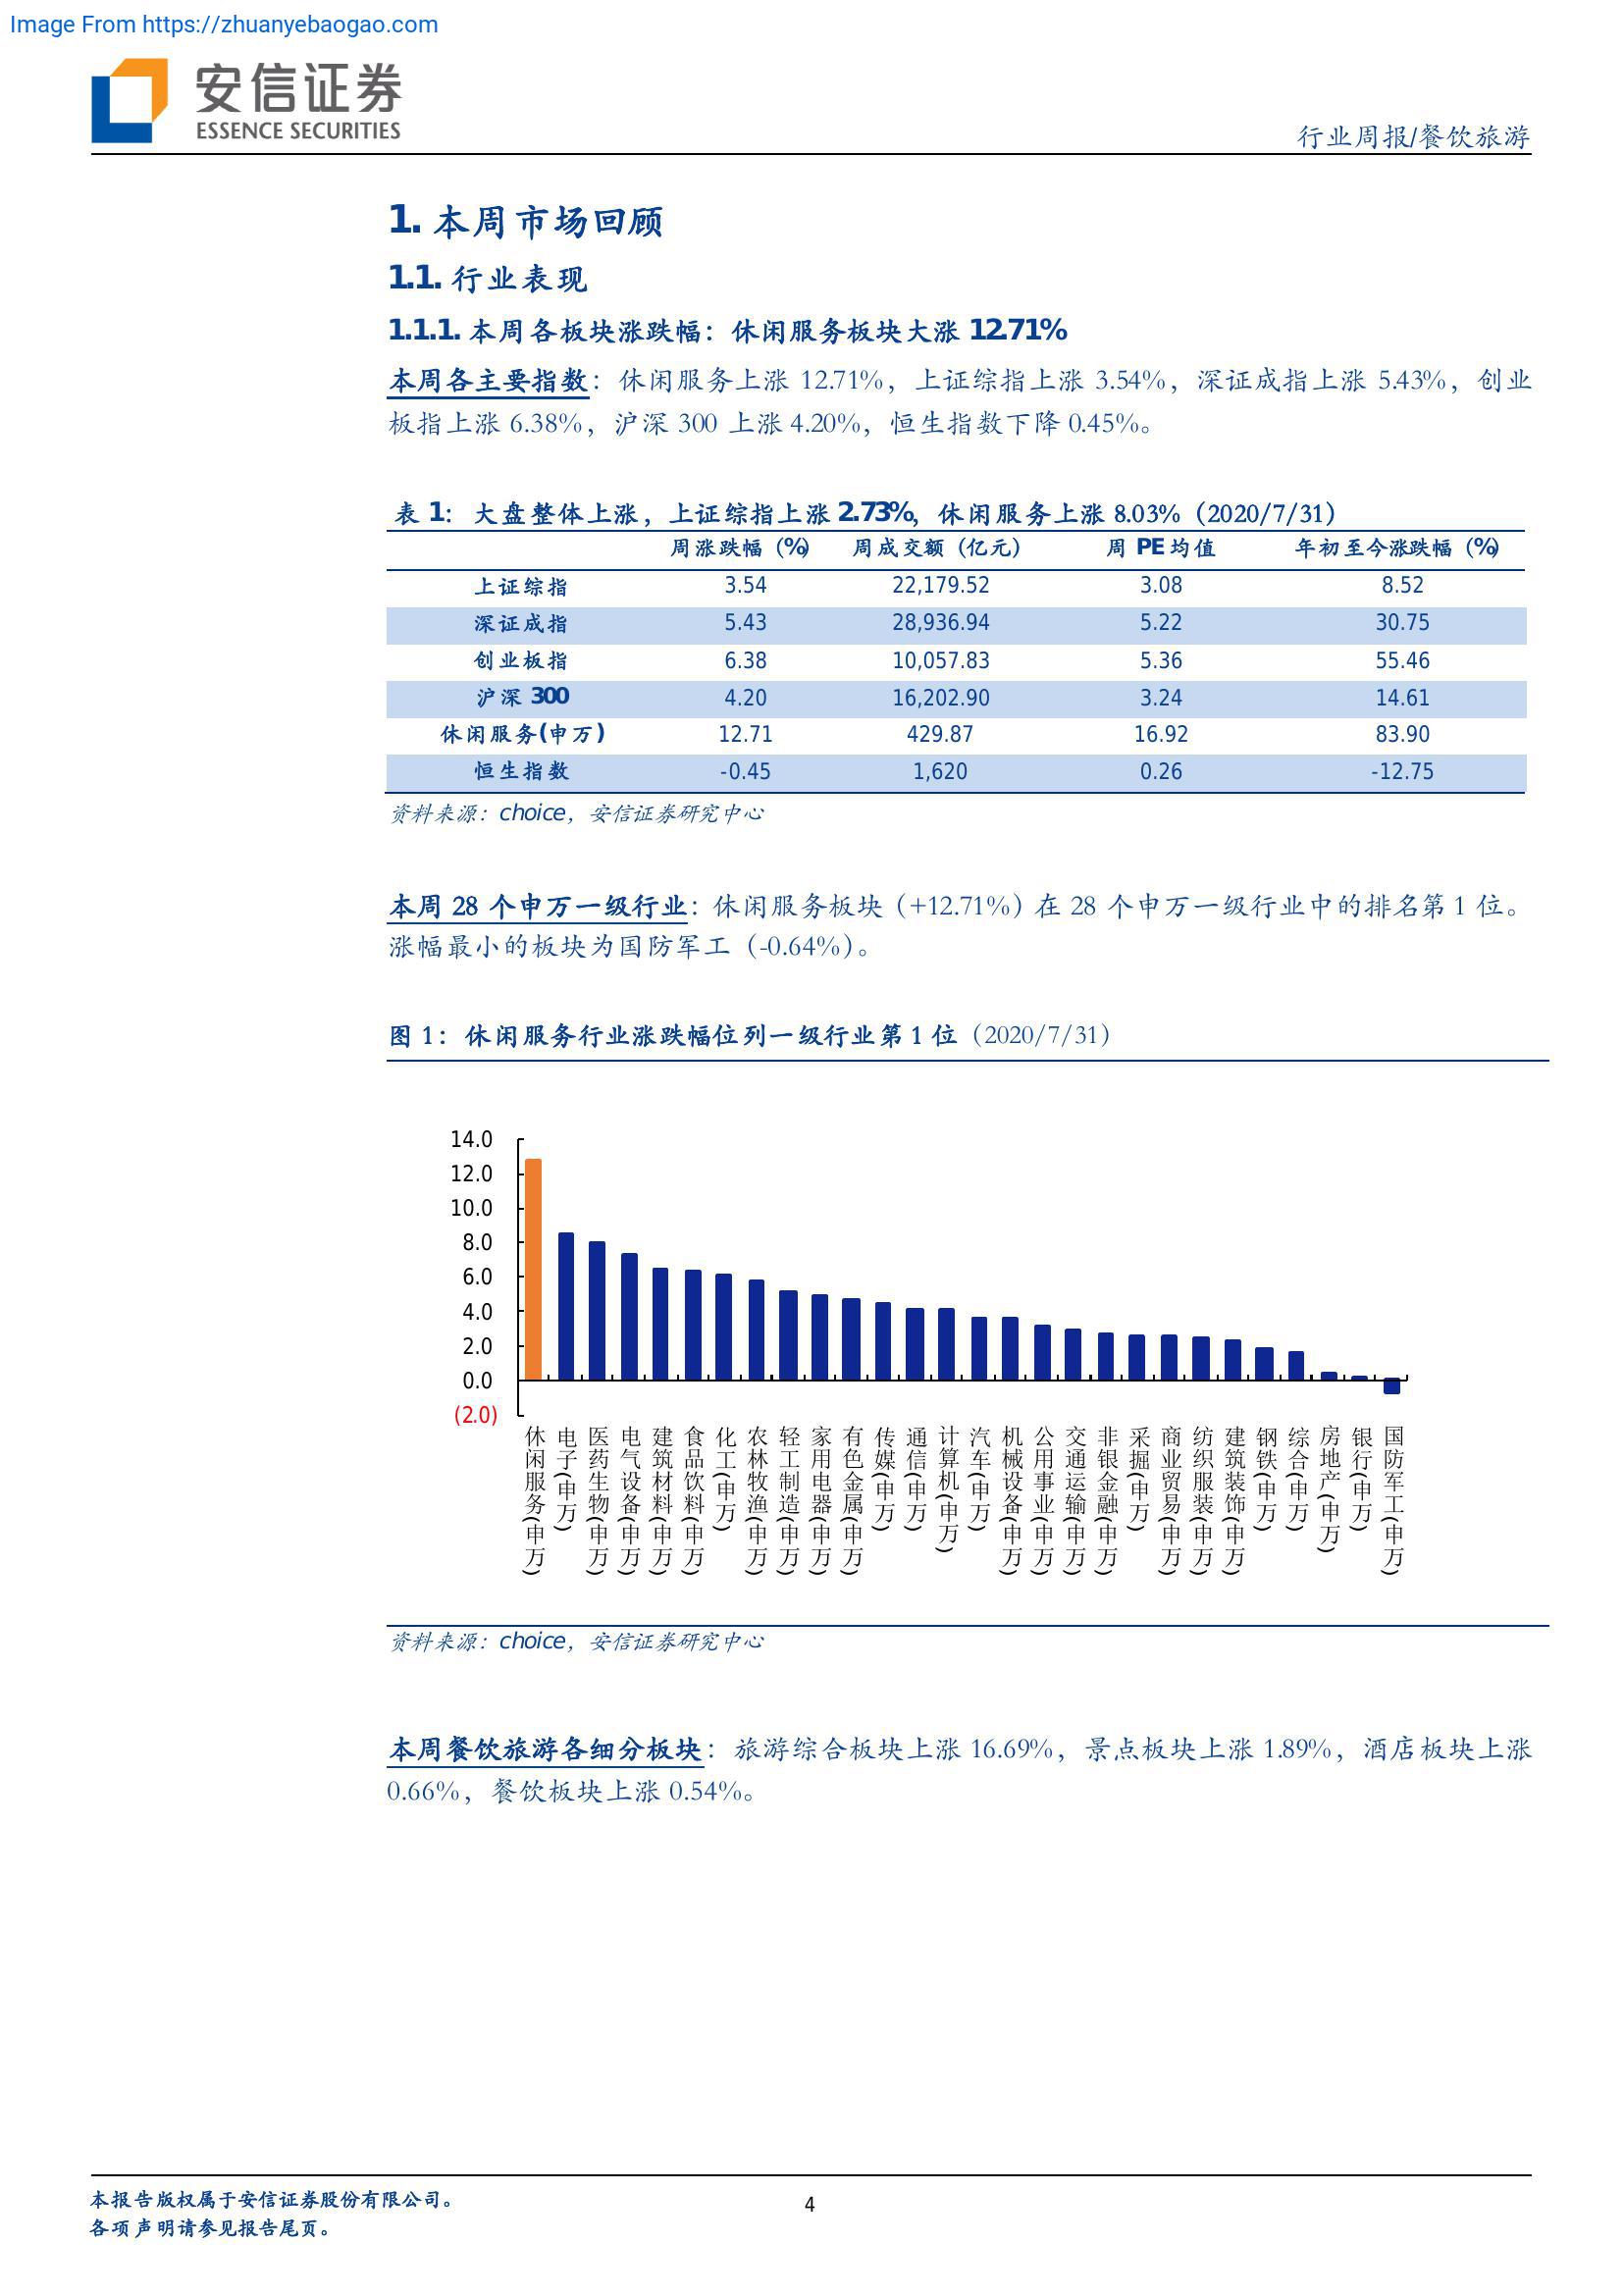 Image From https://zhuanyebaogao.com
安信证券
ESSENCE SECURITIES
行业周报/餐饮旅游
1. 本周市场回顾
1.1. 行业表现
1.1.1. 本周各板块涨跌幅：休闲服务板块大涨 12.71%
本周各主要指数：休闲服务上涨 12.71%，上证综指上涨 3.54%，深证成指上涨 5.43%，创业
板指上涨 6.38%，沪深 300 上涨 4.20%，恒生指数下降 0.45%。
表 1：大盘整体上涨，上证综指上涨 2.73%，休闲服务上涨 8.03%（2020/7/31）
周涨跌幅（%） 周成交额（亿元） 周 PE 均值 年初至今涨跌幅（%）
上证综指 3.54 22,179.52 3.08 8.52
深证成指 5.43 28,936.94 5.22 30.75
创业板指 6.38 10,057.83 5.36 55.46
沪深 300 4.20 16,202.90 3.24 14.61
休闲服务(申万) 12.71 429.87 16.92 83.90
恒生指数 -0.45 1,620 0.26 -12.75
资料来源：choice，安信证券研究中心
本周 28 个申万一级行业：休闲服务板块（+12.71%）在 28 个申万一级行业中的排名第 1 位。
涨幅最小的板块为国防军工（-0.64%）。
图 1：休闲服务行业涨跌幅位列一级行业第 1 位（2020/7/31）
14.0
12.0
10.0
8.0
6.0
4.0
2.0
0.0
(2.0)
休闲服务(申万)
电子(申万)
医药生物(申万)
电气设备(申万)
建筑材料(申万)
食品饮料(申万)
化工(申万)
农林牧渔(申万)
轻工制造(申万)
家用电器(申万)
有色金属(申万)
传媒(申万)
通信(申万)
计算机(申万)
汽车(申万)
机械设备(申万)
公用事业(申万)
交通运输(申万)
非银金融(申万)
采掘(申万)
商业贸易(申万)
纺织服装(申万)
建筑装饰(申万)
钢铁(申万)
综合(申万)
房地产(申万)
银行(申万)
国防军工(申万)
资料来源：choice，安信证券研究中心
本周餐饮旅游各细分板块：旅游综合板块上涨 16.69%，景点板块上涨 1.89%，酒店板块上涨
0.66%，餐饮板块上涨 0.54%。
本报告版权属于安信证券股份有限公司。
各项声明请参见报告尾页。
4